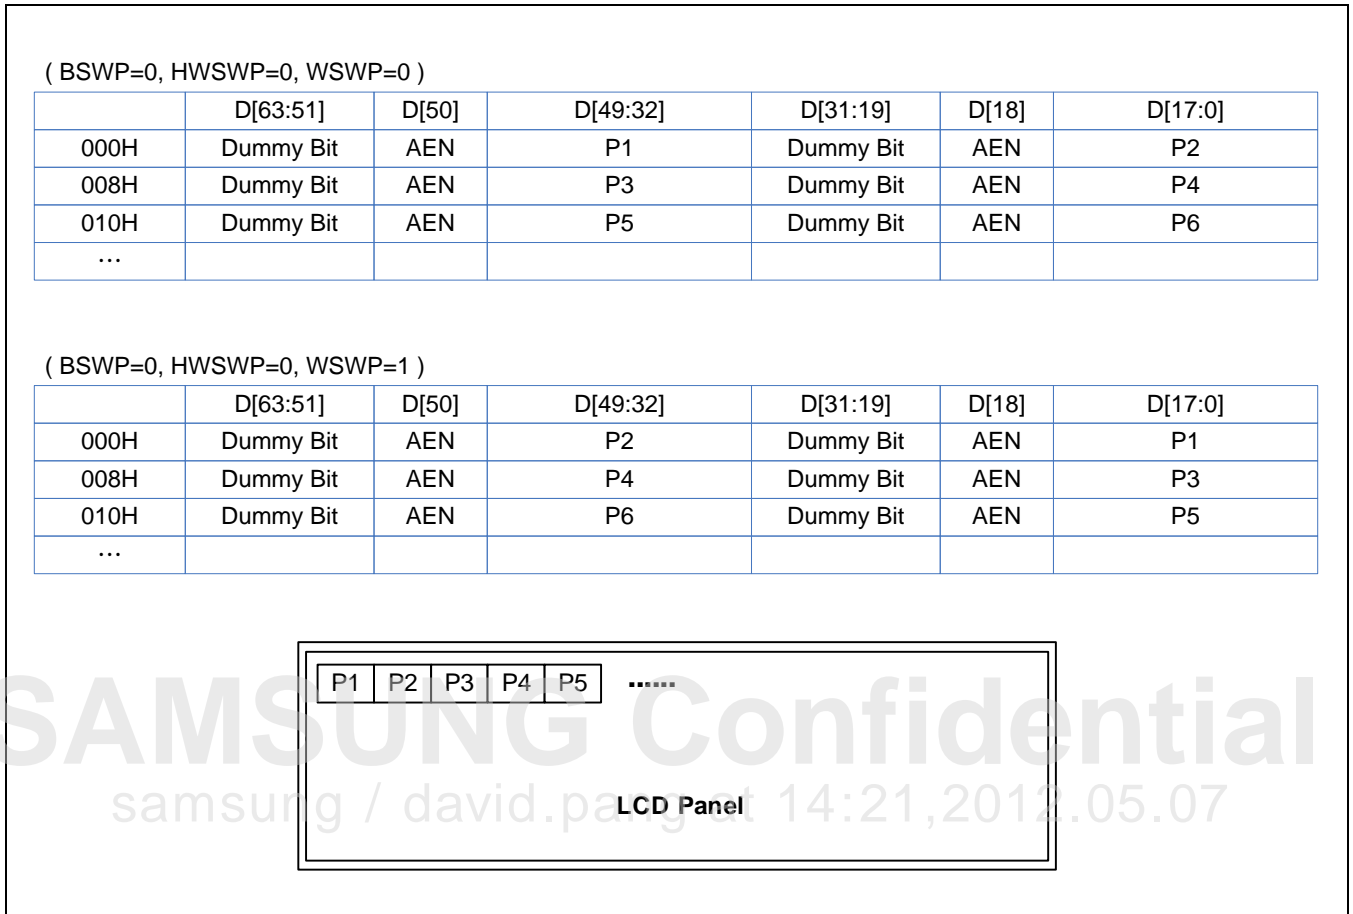 ( BSWP=0, HWSWP=0, WSWP=0 )
D[63:51] D[50] D[49:32] D[31:19] D[18] D[17:0]
000H Dummy Bit AEN P1 Dummy Bit AEN P2
008H Dummy Bit AEN P3 Dummy Bit AEN P4
010H Dummy Bit AEN P5 Dummy Bit AEN P6
…
( BSWP=0, HWSWP=0, WSWP=1 )
D[63:51] D[50] D[49:32] D[31:19] D[18] D[17:0]
000H Dummy Bit AEN P2 Dummy Bit AEN P1
008H Dummy Bit AEN P4 Dummy Bit AEN P3
010H Dummy Bit AEN P6 Dummy Bit AEN P5
…
P1 P2 P3 P4 P5 ......
SAMSUNG Confidential
samsung / david.pang at 14:21,2012.05.07
LCD Panel